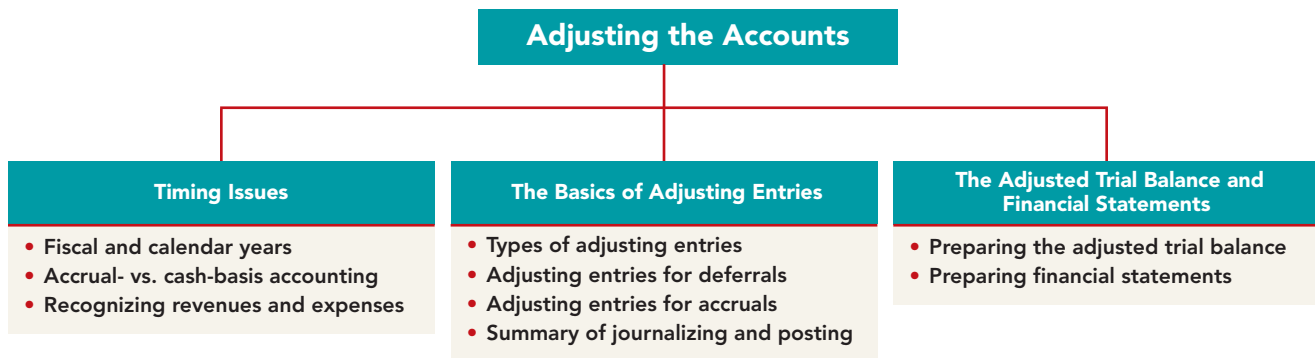 Adjusting the Accounts
Timing Issues
• Fiscal and calendar years
• Accrual- vs. cash-basis accounting
• Recognizing revenues and expenses
The Basics of Adjusting Entries
• Types of adjusting entries
• Adjusting entries for deferrals
• Adjusting entries for accruals
• Summary of journalizing and posting
The Adjusted Trial Balance and
Financial Statements
• Preparing the adjusted trial balance
• Preparing financial statements